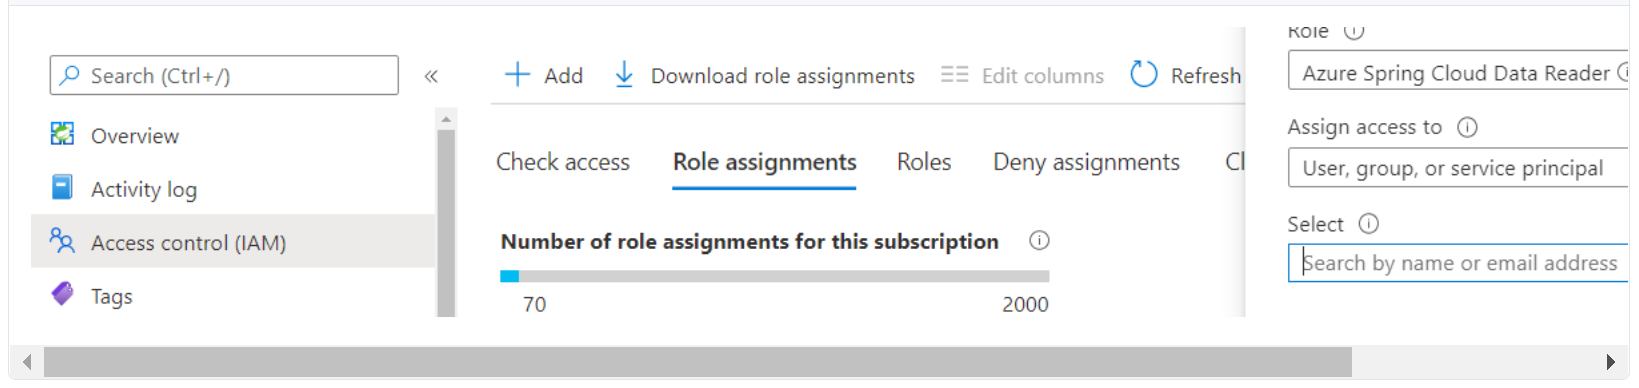 Search (Ctrl+/)
«
Overview
Activity log
Access control (IAM)
Tags
Add
Download role assignments
Edit columns
Refresh
Check access
Role assignments
Roles
Deny assignments
Cl
Number of role assignments for this subscription
70
2000
Role
Azure Spring Cloud Data Reader
Assign access to
User, group, or service principal
Select
Search by name or email address